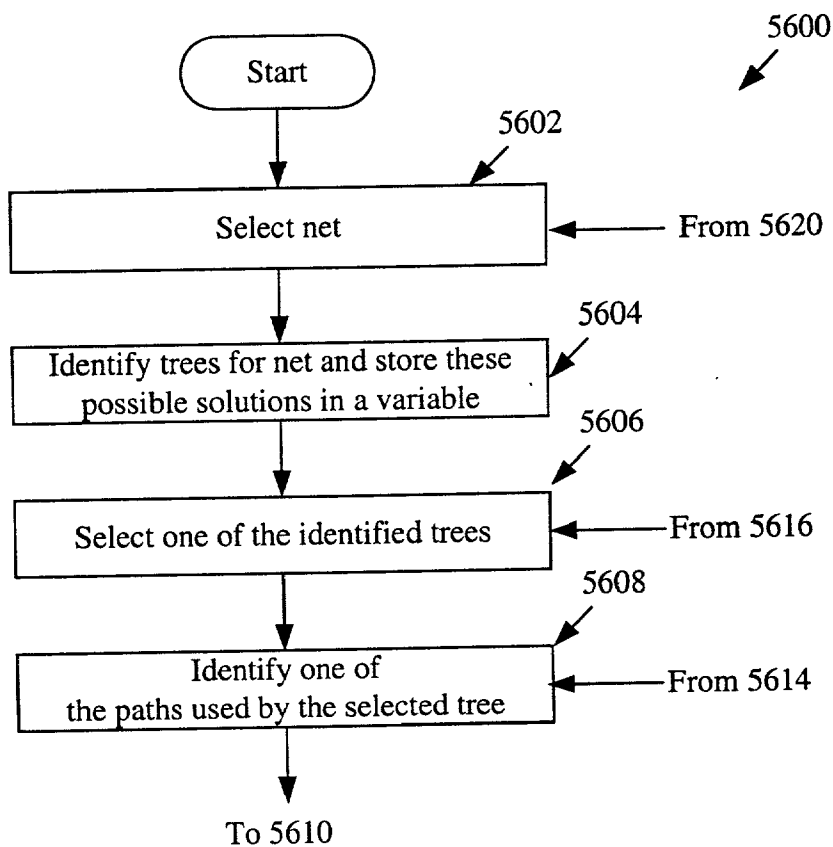 5600
Start
5602
Select net
From 5620
5604
Identify trees for net and store these
possible solutions in a variable
5606
Select one of the identified trees
From 5616
5608
Identify one of
the paths used by the selected tree
From 5614
To 5610